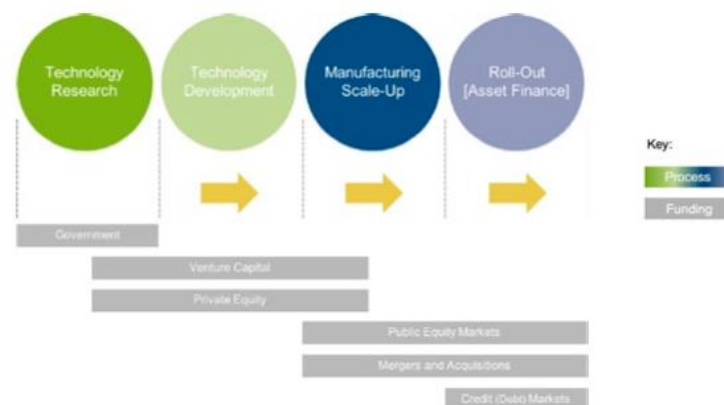 Technology
Research
Technology
Development
Manufacturing
Scale-Up
Roll-Out
[Asset Finance]
Key:
Process
Funding
Government
Venture Capital
Private Equity
Public Equity Markets
Mergers and Acquisitions
Credit (Debt) Markets